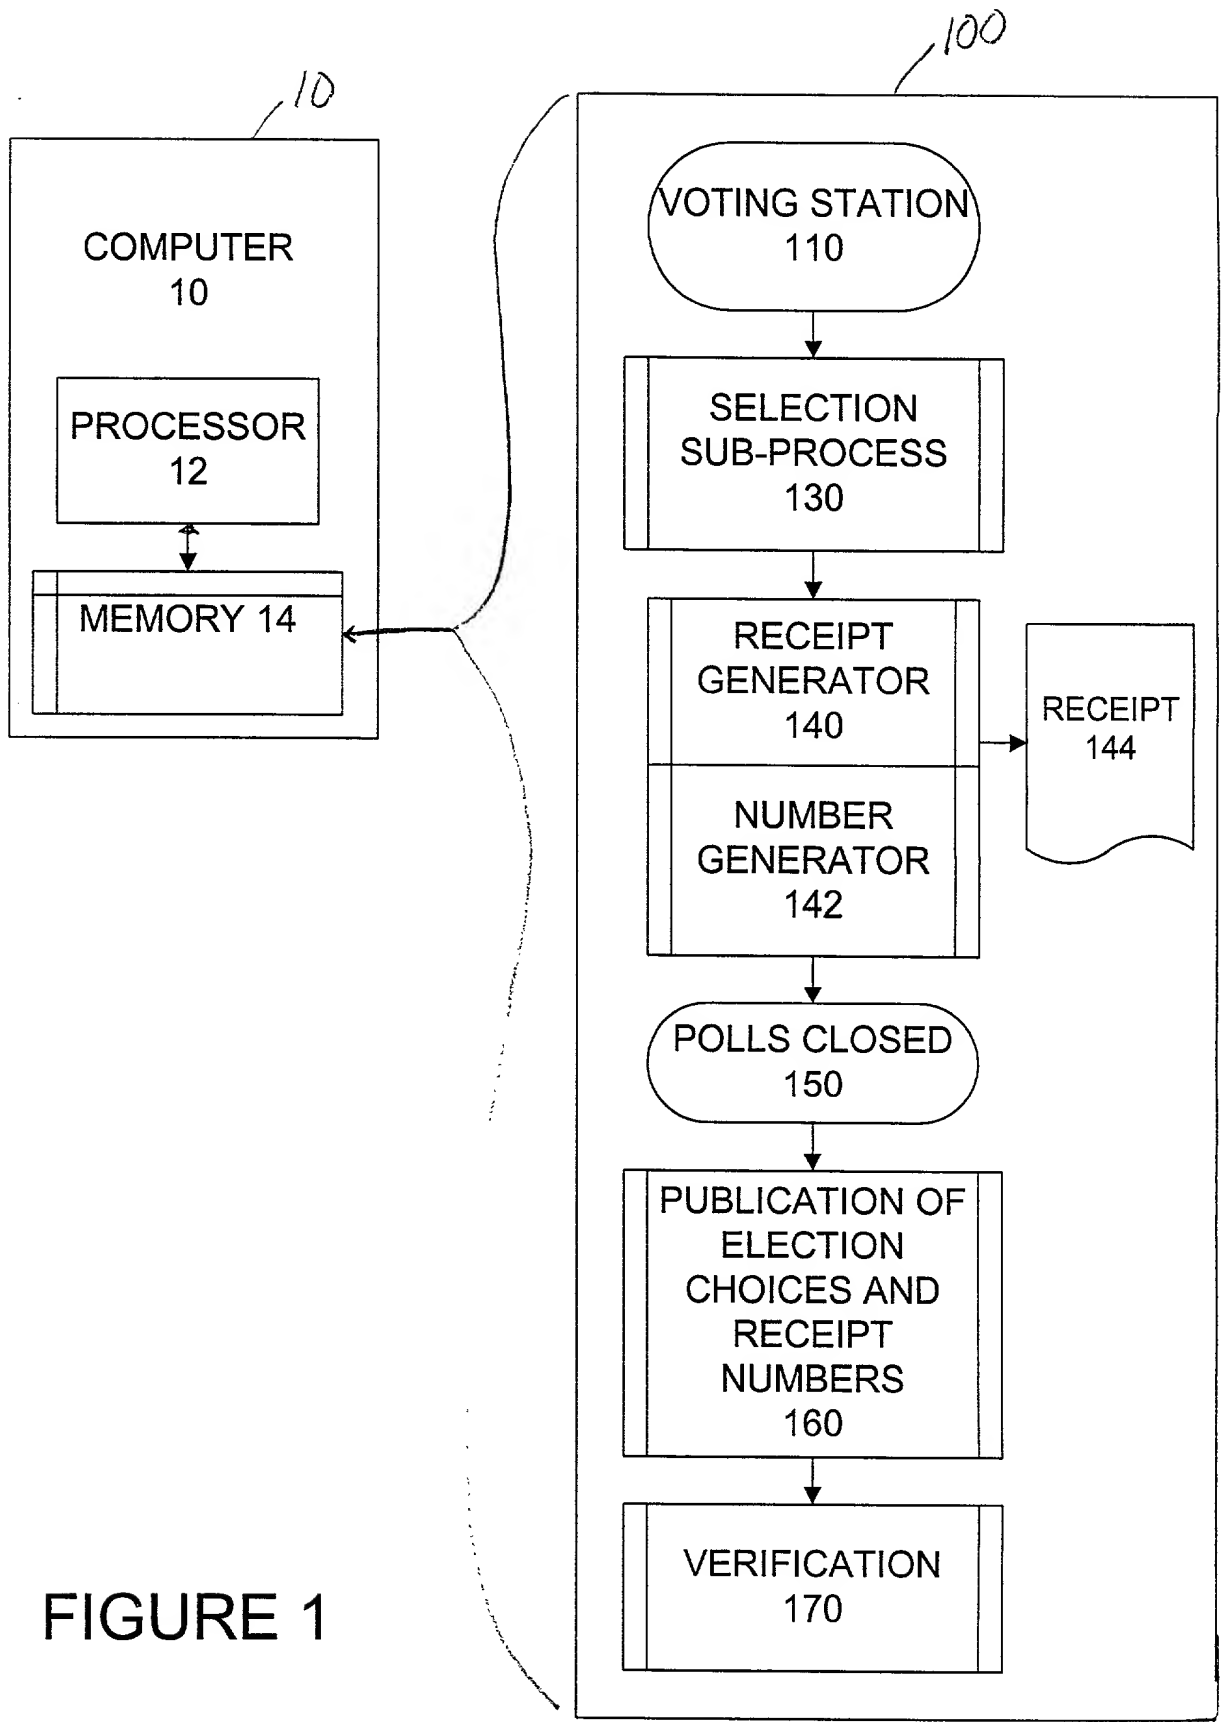 10
COMPUTER
10
PROCESSOR
12
MEMORY 14
100
VOTING STATION
110
SELECTION
SUB-PROCESS
130
RECEIPT
GENERATOR
140
NUMBER
GENERATOR
142
RECEIPT
144
POLLS CLOSED
150
PUBLICATION OF
ELECTION
CHOICES AND
RECEIPT
NUMBERS
160
VERIFICATION
170
FIGURE 1